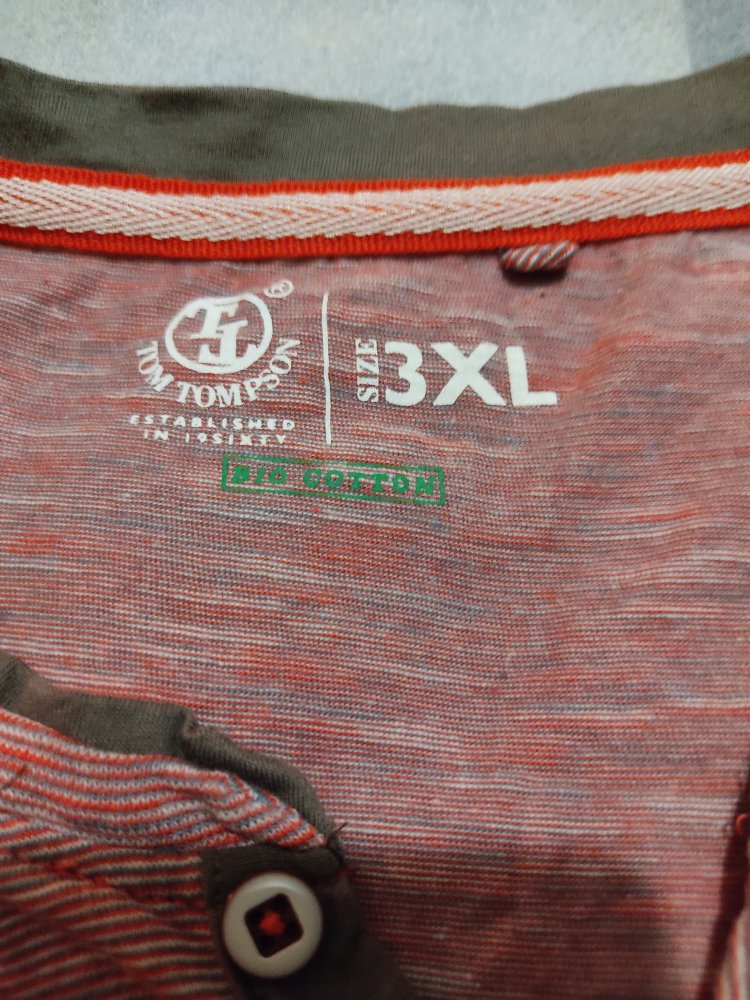 TT ®
TOM TOMPSON
ESTABLISHED
IN 19SIXTY
SIZE 3XL
BIO COTTON